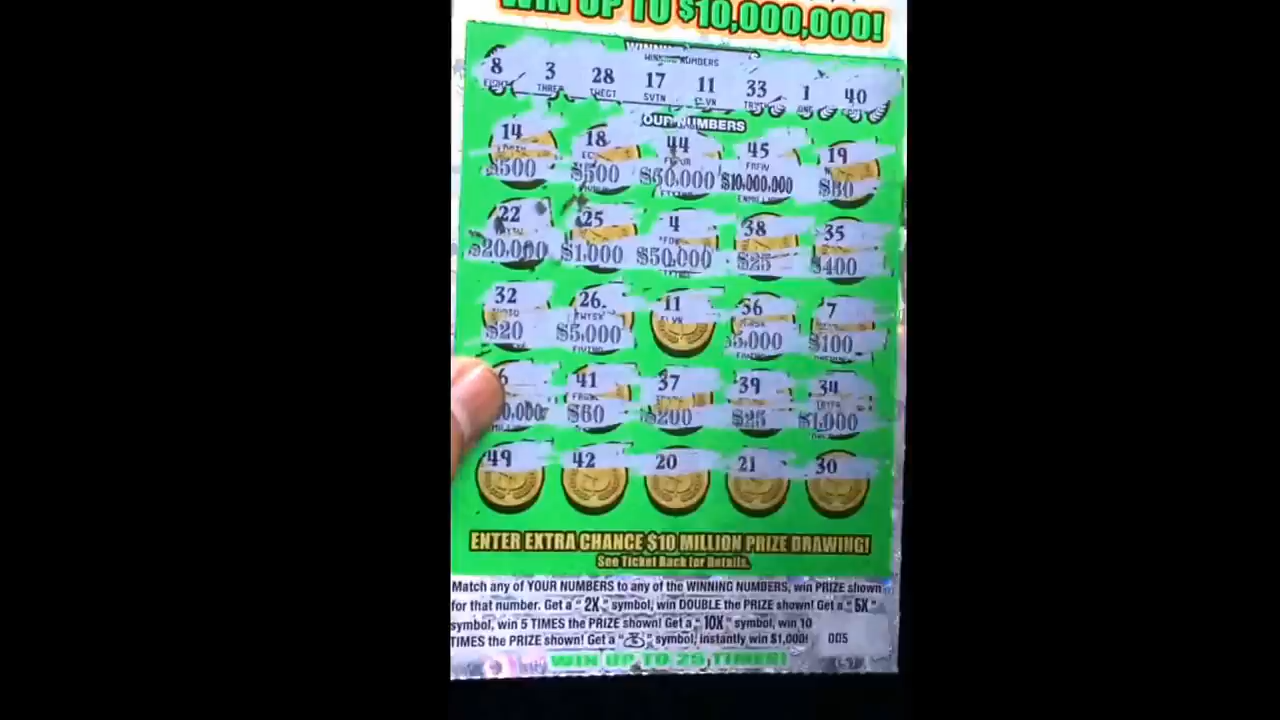 WIN UP TO $10,000,000!
WINNING NUMBERS
8 3 28 17 11 33 1 40
THRE THEGT SVTN
YOUR NUMBERS
14 18 44 45 19
$500 $500 $50,000 $10,000,000
22 25 4 38 35
$20,000 $1,000 $50,000 $25 $400
32 26 11 36 7
$20 $5,000 5,000 $100
6 41 37 39 34
0,000 $60 $200 $25 $1,000
49 42 20 21 30
ENTER EXTRA CHANCE $10 MILLION PRIZE DRAWING!
See Ticket Back for Details.
Match any of YOUR NUMBERS to any of the WINNING NUMBERS, win PRIZE shown
for that number. Get a "2X" symbol, win DOUBLE the PRIZE shown! Get a "5X"
symbol, win 5 TIMES the PRIZE shown! Get a "10X" symbol, win 10
TIMES the PRIZE shown! Get a " " symbol, instantly win $1,000! 005
WIN UP TO 25 TIMES!